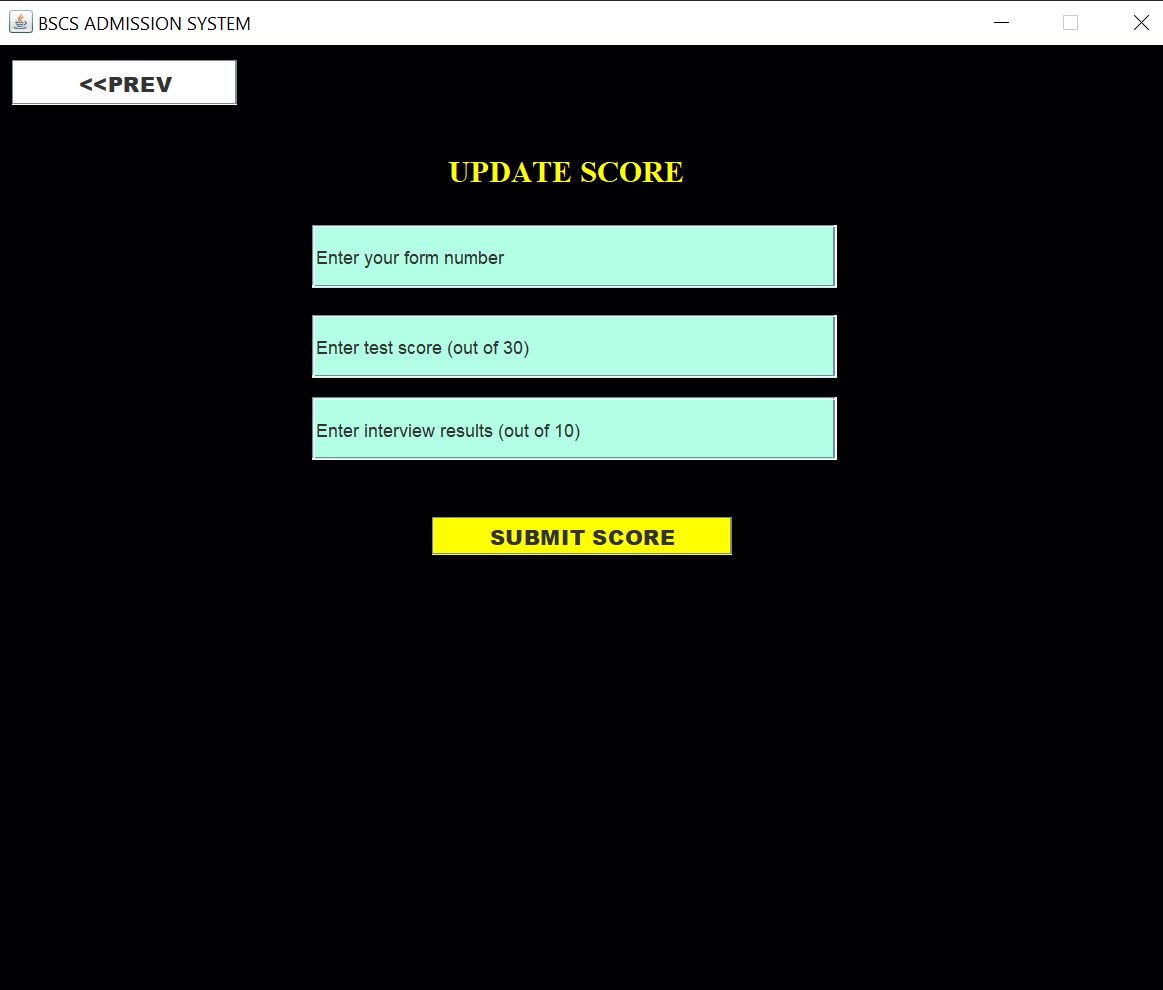 BSCS ADMISSION SYSTEM
<<PREV
UPDATE SCORE
Enter your form number
Enter test score (out of 30)
Enter interview results (out of 10)
SUBMIT SCORE